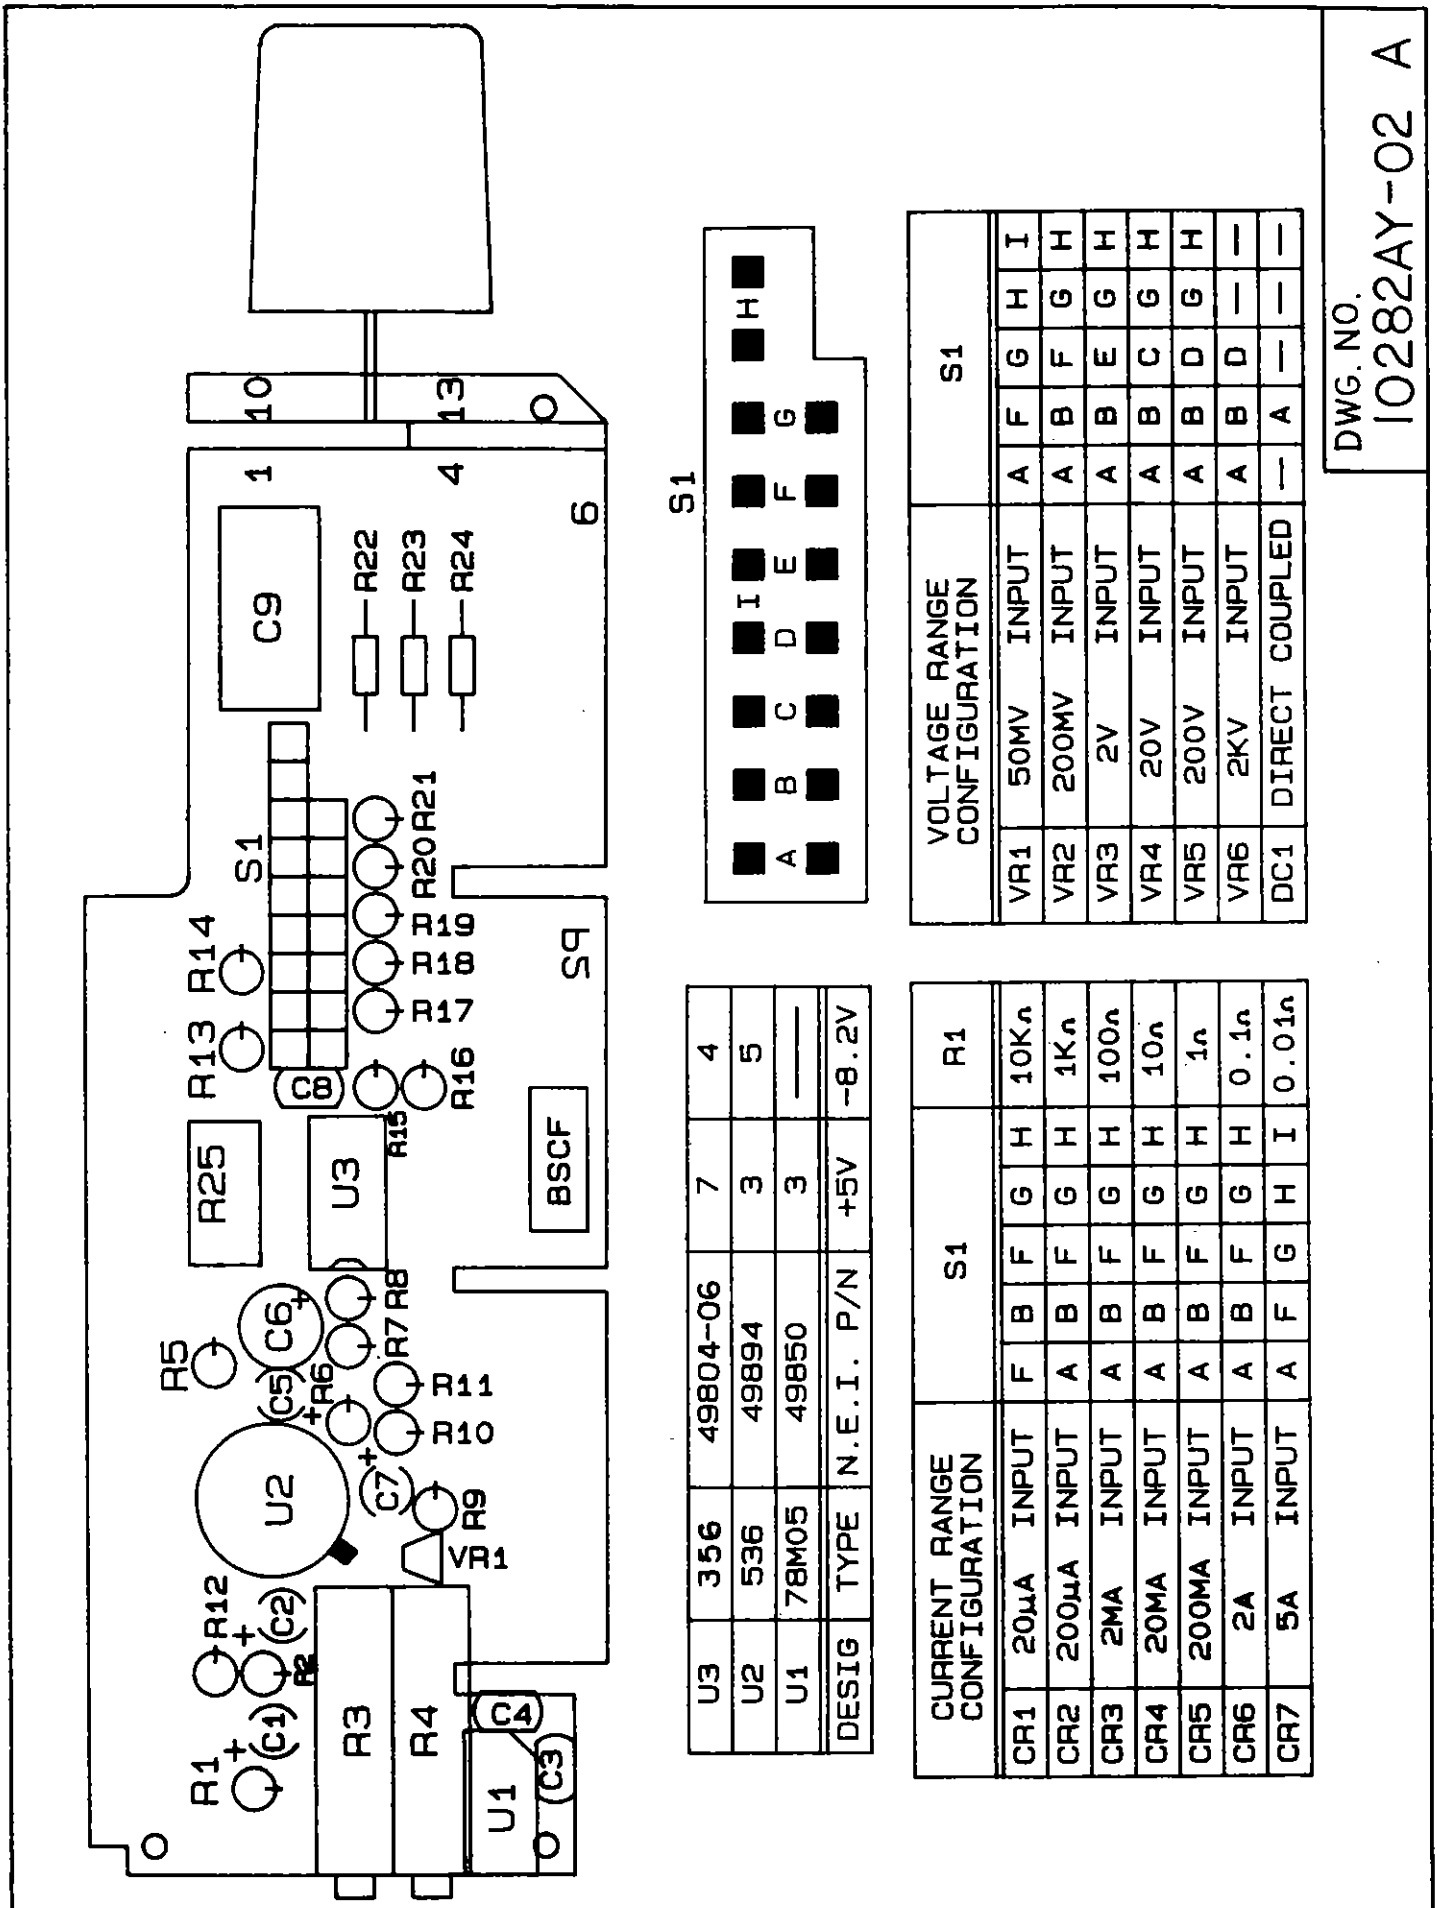 R1
C1
R12
R2
C2
U2
R5
C5
C6
R6
R7
R8
R25
R13
R14
U3
C8
S1
C9
1
10
R3
R4
VR1
R9
C7
R10
R11
R15
R16
R17
R18
R19
R20
R21
R22
R23
R24
4
13
U1
C4
C3
BSCF
P5
6
S1
A B C D I E F G H
U3 356 49804-06 7 4
U2 536 49894 3 5
U1 78M05 49850 3 —
DESIG TYPE N.E.I. P/N +5V -8.2V
CURRENT RANGE CONFIGURATION S1 R1
CR1 20µA INPUT F B F G H 10KΩ
CR2 200µA INPUT A B F G H 1KΩ
CR3 2MA INPUT A B F G H 100Ω
CR4 20MA INPUT A B F G H 10Ω
CR5 200MA INPUT A B F G H 1Ω
CR6 2A INPUT A B F G H 0.1Ω
CR7 5A INPUT A F G H I 0.01Ω
VOLTAGE RANGE CONFIGURATION S1
VR1 50MV INPUT A F G H I
VR2 200MV INPUT A B F G H
VR3 2V INPUT A B E G H
VR4 20V INPUT A B C G H
VR5 200V INPUT A B D G H
VR6 2KV INPUT A B D — —
DC1 DIRECT COUPLED — A — — —
DWG. NO.
10282AY-02 A